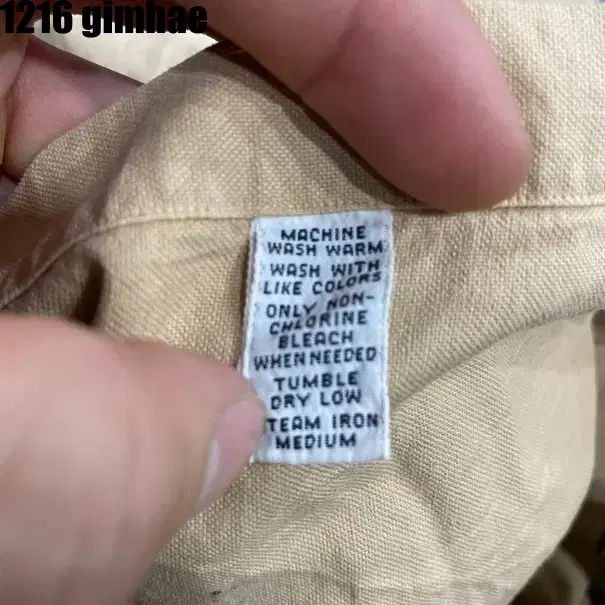 1216 gimhae
MACHINE
WASH WARM
WASH WITH
LIKE COLORS
ONLY NON-
CHLORINE
BLEACH
WHEN NEEDED
TUMBLE
DRY LOW
TEAM IRON
MEDIUM